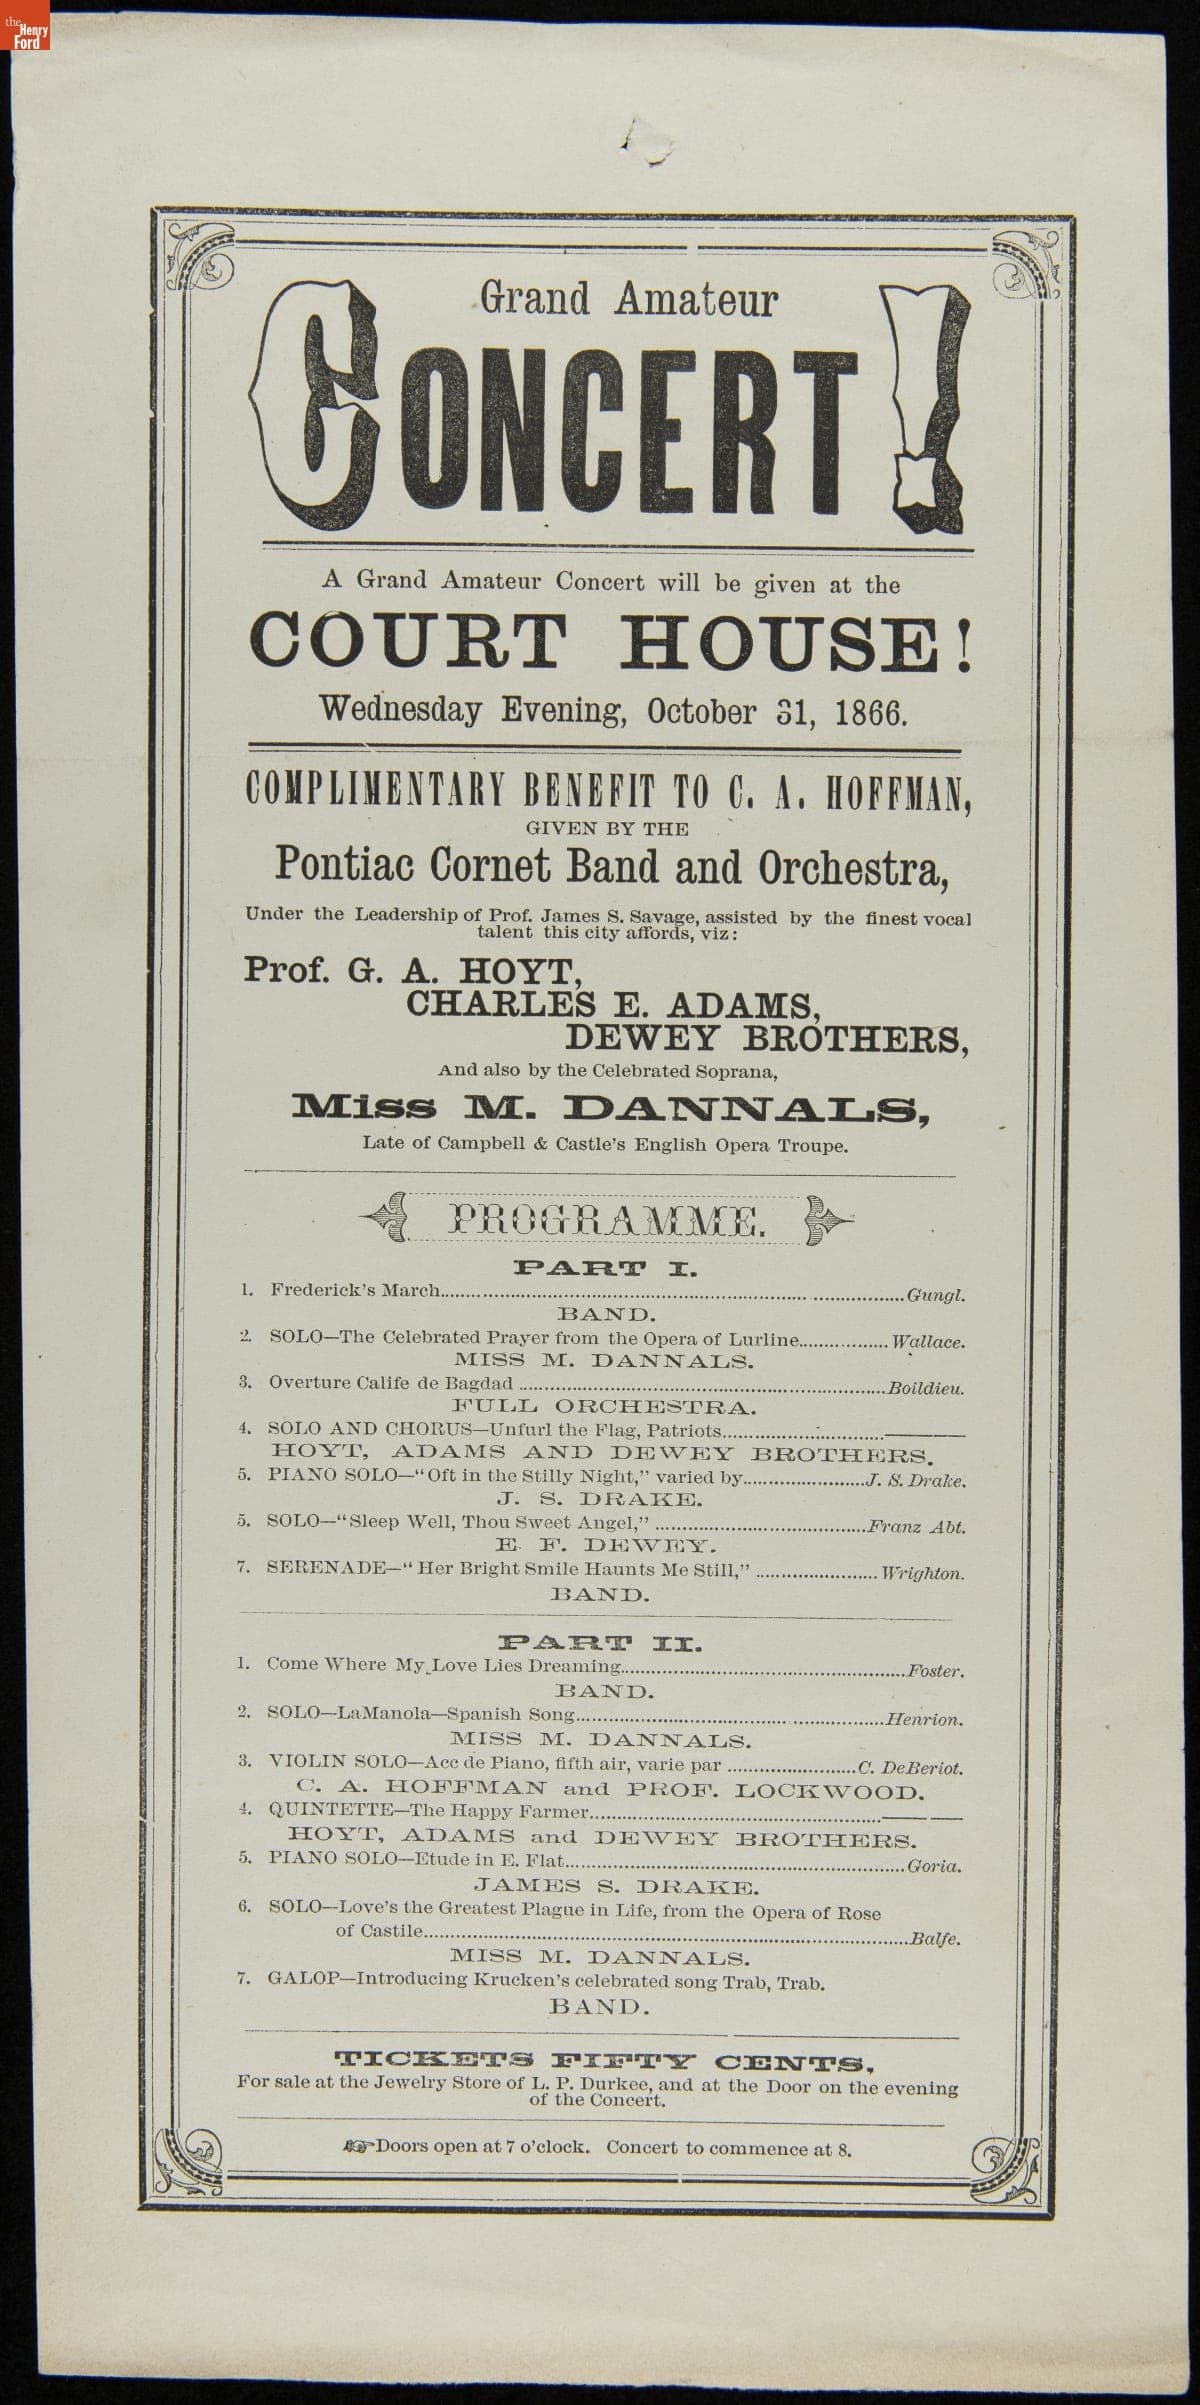 the
Henry
Ford
Grand Amateur
CONCERT!
A Grand Amateur Concert will be given at the
COURT HOUSE!
Wednesday Evening, October 31, 1866.
COMPLIMENTARY BENEFIT TO C. A. HOFFMAN,
GIVEN BY THE
Pontiac Cornet Band and Orchestra,
Under the Leadership of Prof. James S. Savage, assisted by the finest vocal
talent this city affords, viz:
Prof. G. A. HOYT,
CHARLES E. ADAMS,
DEWEY BROTHERS,
And also by the Celebrated Soprana,
Miss M. DANNALS,
Late of Campbell & Castle's English Opera Troupe.
PROGRAMME.
PART I.
1. Frederick's March....................Gungl.
BAND.
2. SOLO—The Celebrated Prayer from the Opera of Lurline.................Wallace.
MISS M. DANNALS.
3. Overture Calife de Bagdad ....................Boildieu.
FULL ORCHESTRA.
4. SOLO AND CHORUS—Unfurl the Flag, Patriots....................———
HOYT, ADAMS AND DEWEY BROTHERS.
5. PIANO SOLO—"Oft in the Stilly Night," varied by....................J. S. Drake.
J. S. DRAKE.
5. SOLO—"Sleep Well, Thou Sweet Angel," ....................Franz Abt.
E. F. DEWEY.
7. SERENADE—"Her Bright Smile Haunts Me Still," ....................Wrighton.
BAND.
PART II.
1. Come Where My Love Lies Dreaming....................Foster.
BAND.
2. SOLO—LaManola—Spanish Song....................Henrion.
MISS M. DANNALS.
3. VIOLIN SOLO—Acc de Piano, fifth air, varie par ....................C. DeBeriot.
C. A. HOFFMAN and PROF. LOCKWOOD.
4. QUINTETTE—The Happy Farmer....................———
HOYT, ADAMS and DEWEY BROTHERS.
5. PIANO SOLO—Etude in E. Flat....................Goria.
JAMES S. DRAKE.
6. SOLO—Love's the Greatest Plague in Life, from the Opera of Rose
of Castile....................Balfe.
MISS M. DANNALS.
7. GALOP—Introducing Krucken's celebrated song Trab, Trab.
BAND.
TICKETS FIFTY CENTS,
For sale at the Jewelry Store of L. P. Durkee, and at the Door on the evening
of the Concert.
☞Doors open at 7 o'clock. Concert to commence at 8.